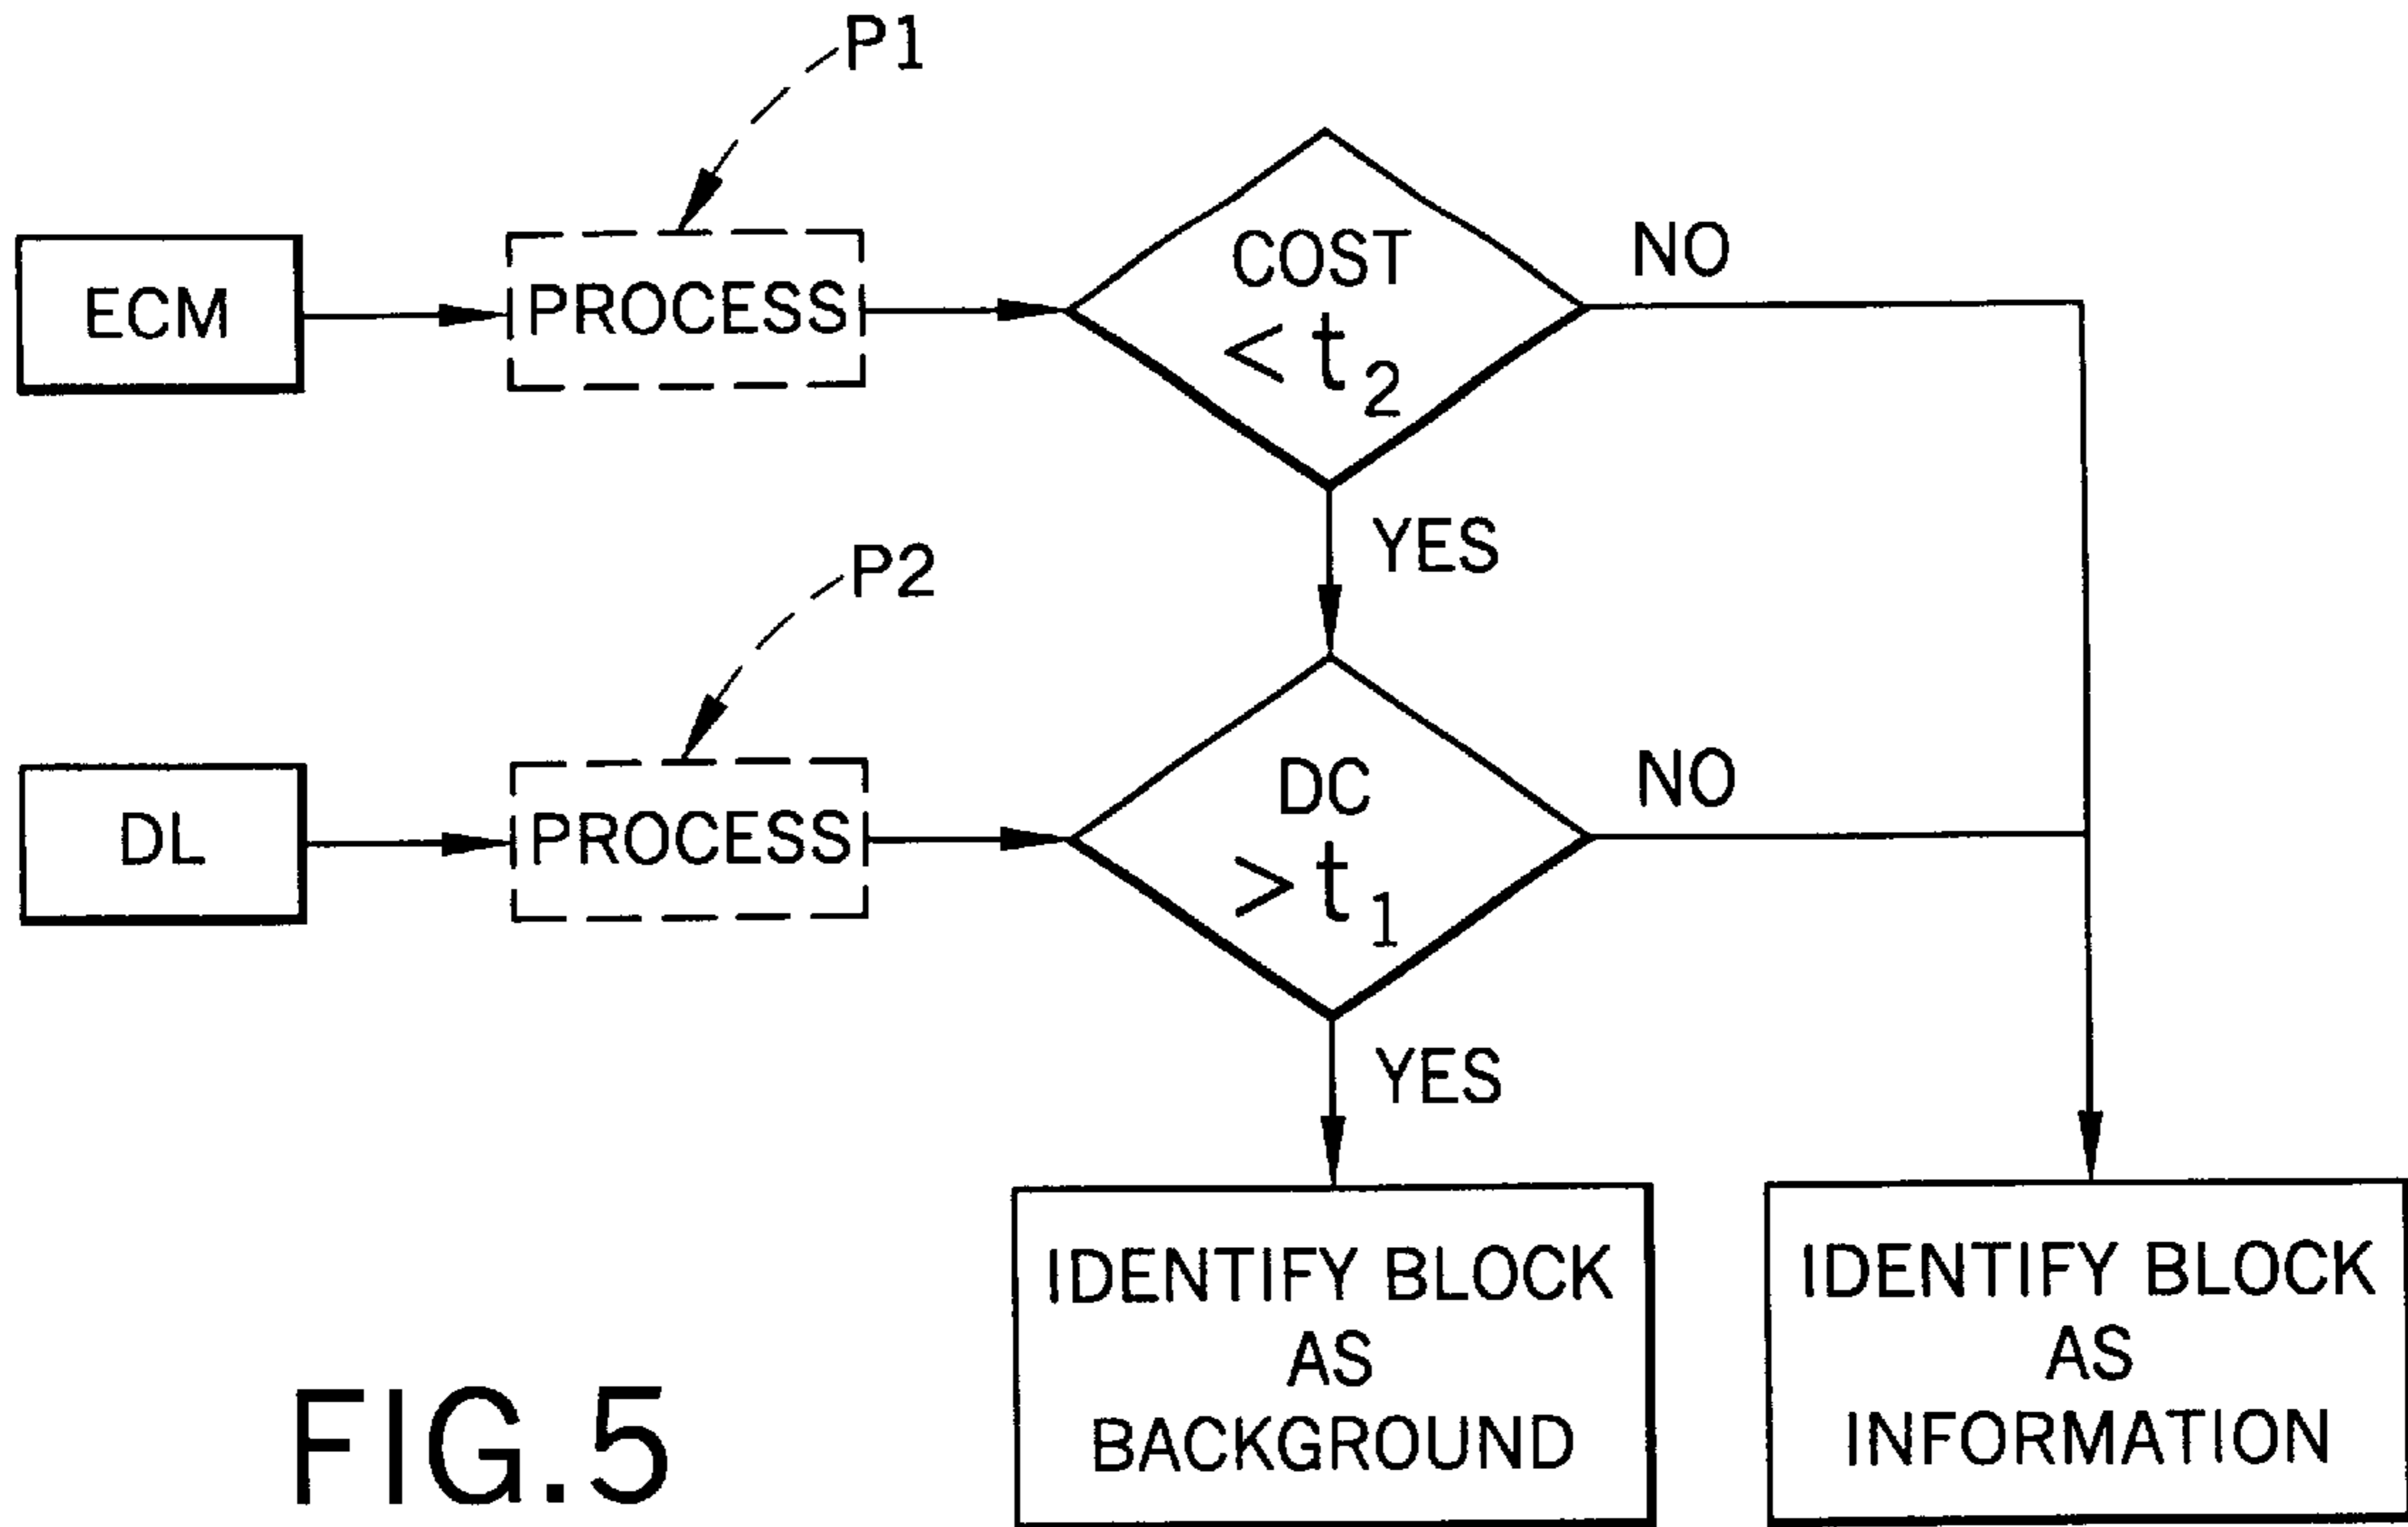 P1
ECM
PROCESS
COST
< t2
NO
YES
P2
DL
PROCESS
DC
> t1
NO
YES
IDENTIFY BLOCK
AS
BACKGROUND
IDENTIFY BLOCK
AS
INFORMATION
FIG.5